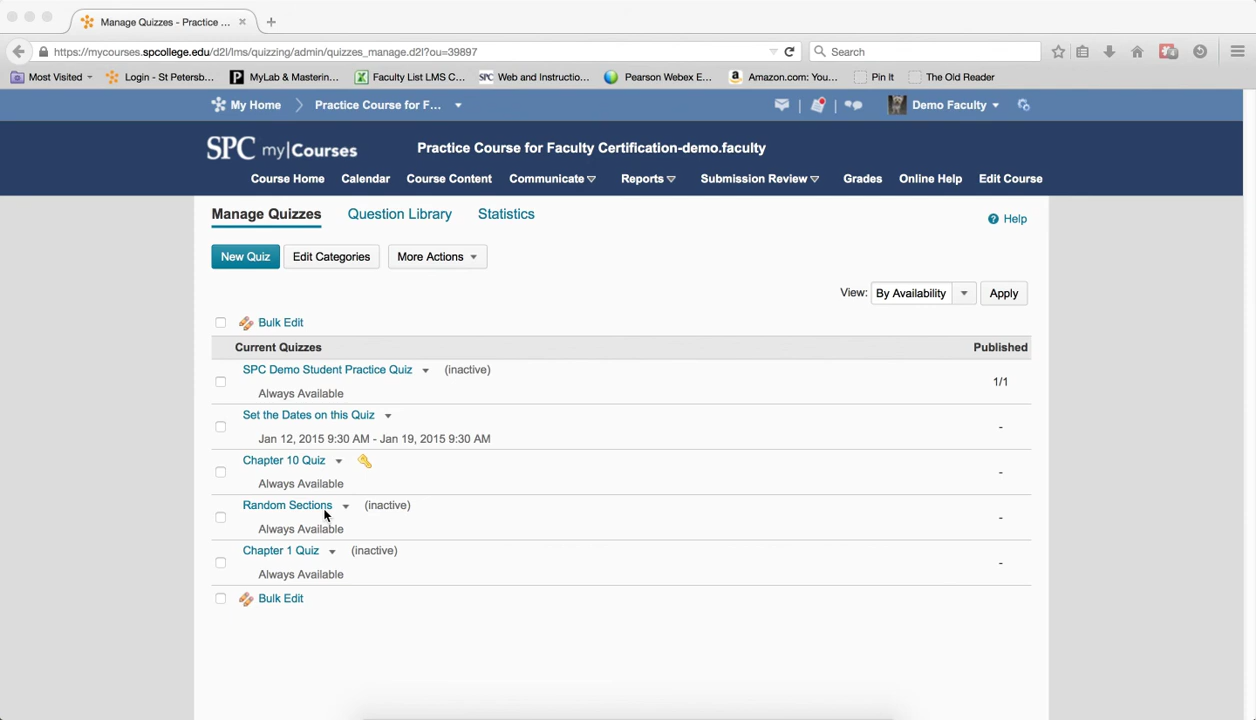 Manage Quizzes - Practice ...
https://mycourses.spcollege.edu/d2l/lms/quizzing/admin/quizzes_manage.d2l?ou=39897
Search
Most Visited
Login - St Petersb...
MyLab & Masterin...
Faculty List LMS C...
SPC Web and Instructio...
Pearson Webex E...
Amazon.com: You...
Pin It
The Old Reader
My Home
Practice Course for F...
Demo Faculty
SPC my|Courses
Practice Course for Faculty Certification-demo.faculty
Course Home Calendar Course Content Communicate Reports Submission Review Grades Online Help Edit Course
Manage Quizzes Question Library Statistics
Help
New Quiz Edit Categories More Actions
View: By Availability Apply
Bulk Edit
Current Quizzes Published
SPC Demo Student Practice Quiz (inactive)
1/1
Always Available
Set the Dates on this Quiz
-
Jan 12, 2015 9:30 AM - Jan 19, 2015 9:30 AM
Chapter 10 Quiz
-
Always Available
Random Sections (inactive)
-
Always Available
Chapter 1 Quiz (inactive)
-
Always Available
Bulk Edit